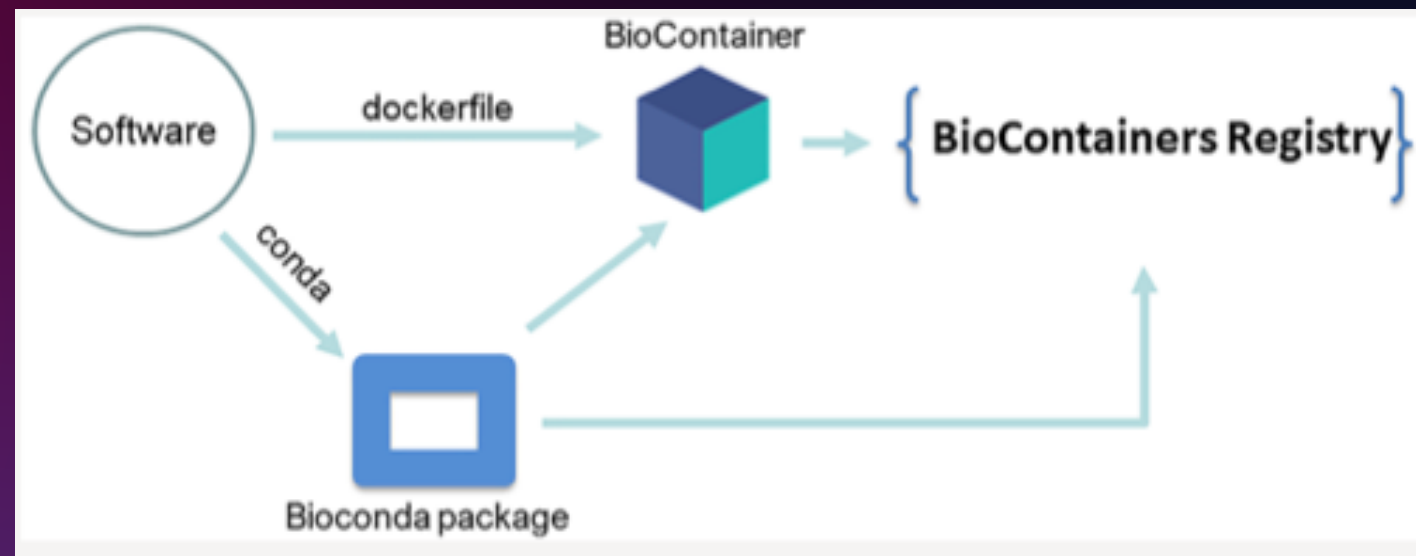 BioContainer
Software
dockerfile
BioContainers Registry
conda
Bioconda package